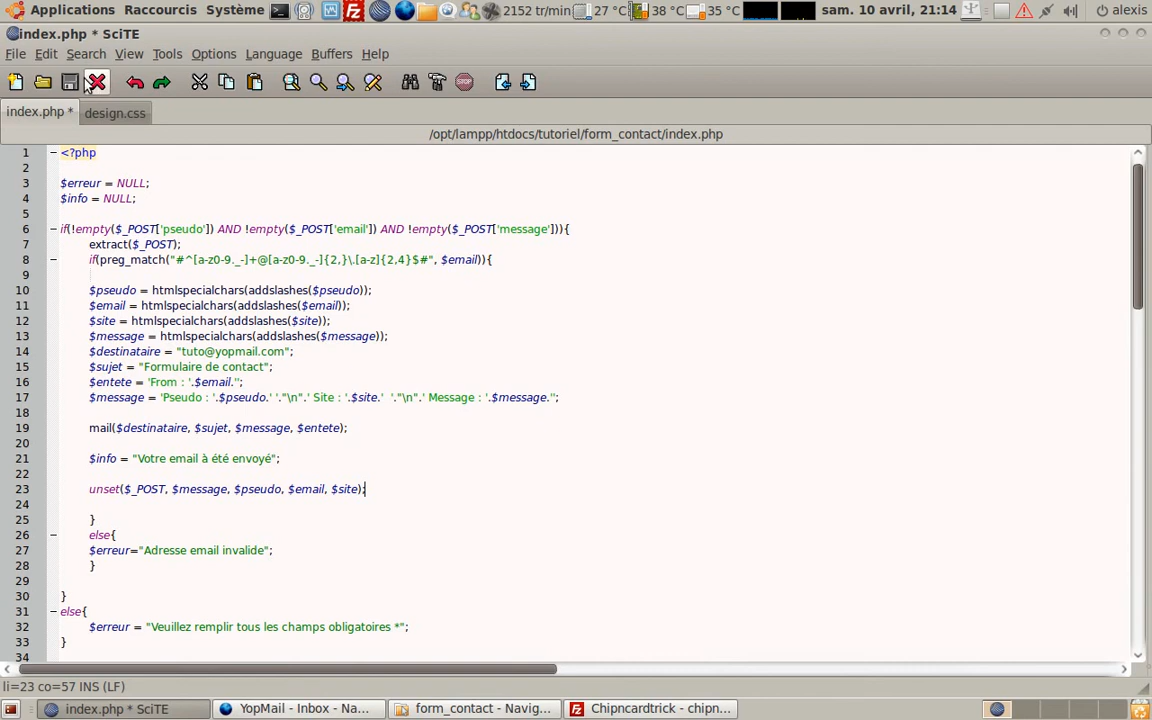 Applications Raccourcis Système 2152 tr/min 27 °C 38 °C 35 °C sam. 10 avril, 21:14 alexis
index.php * SciTE
File Edit Search View Tools Options Language Buffers Help
index.php * design.css
/opt/lampp/htdocs/tutoriel/form_contact/index.php
1 <?php
2
3 $erreur = NULL;
4 $info = NULL;
5
6 if(!empty($_POST['pseudo']) AND !empty($_POST['email']) AND !empty($_POST['message'])){
7 extract($_POST);
8 if(preg_match("#^[a-z0-9._-]+@[a-z0-9._-]{2,}\.[a-z]{2,4}$#", $email)){
9
10 $pseudo = htmlspecialchars(addslashes($pseudo));
11 $email = htmlspecialchars(addslashes($email));
12 $site = htmlspecialchars(addslashes($site));
13 $message = htmlspecialchars(addslashes($message));
14 $destinataire = "tuto@yopmail.com";
15 $sujet = "Formulaire de contact";
16 $entete = 'From : '.$email.'';
17 $message = 'Pseudo : '.$pseudo.' '."\n".' Site : '.$site.' '."\n".' Message : '.$message.'';
18
19 mail($destinataire, $sujet, $message, $entete);
20
21 $info = "Votre email à été envoyé";
22
23 unset($_POST, $message, $pseudo, $email, $site);
24
25 }
26 else{
27 $erreur="Adresse email invalide";
28 }
29
30 }
31 else{
32 $erreur = "Veuillez remplir tous les champs obligatoires *";
33 }
34
li=23 co=57 INS (LF)
index.php * SciTE YopMail - Inbox - Na... form_contact - Navig... Chipncardtrick - chipn...